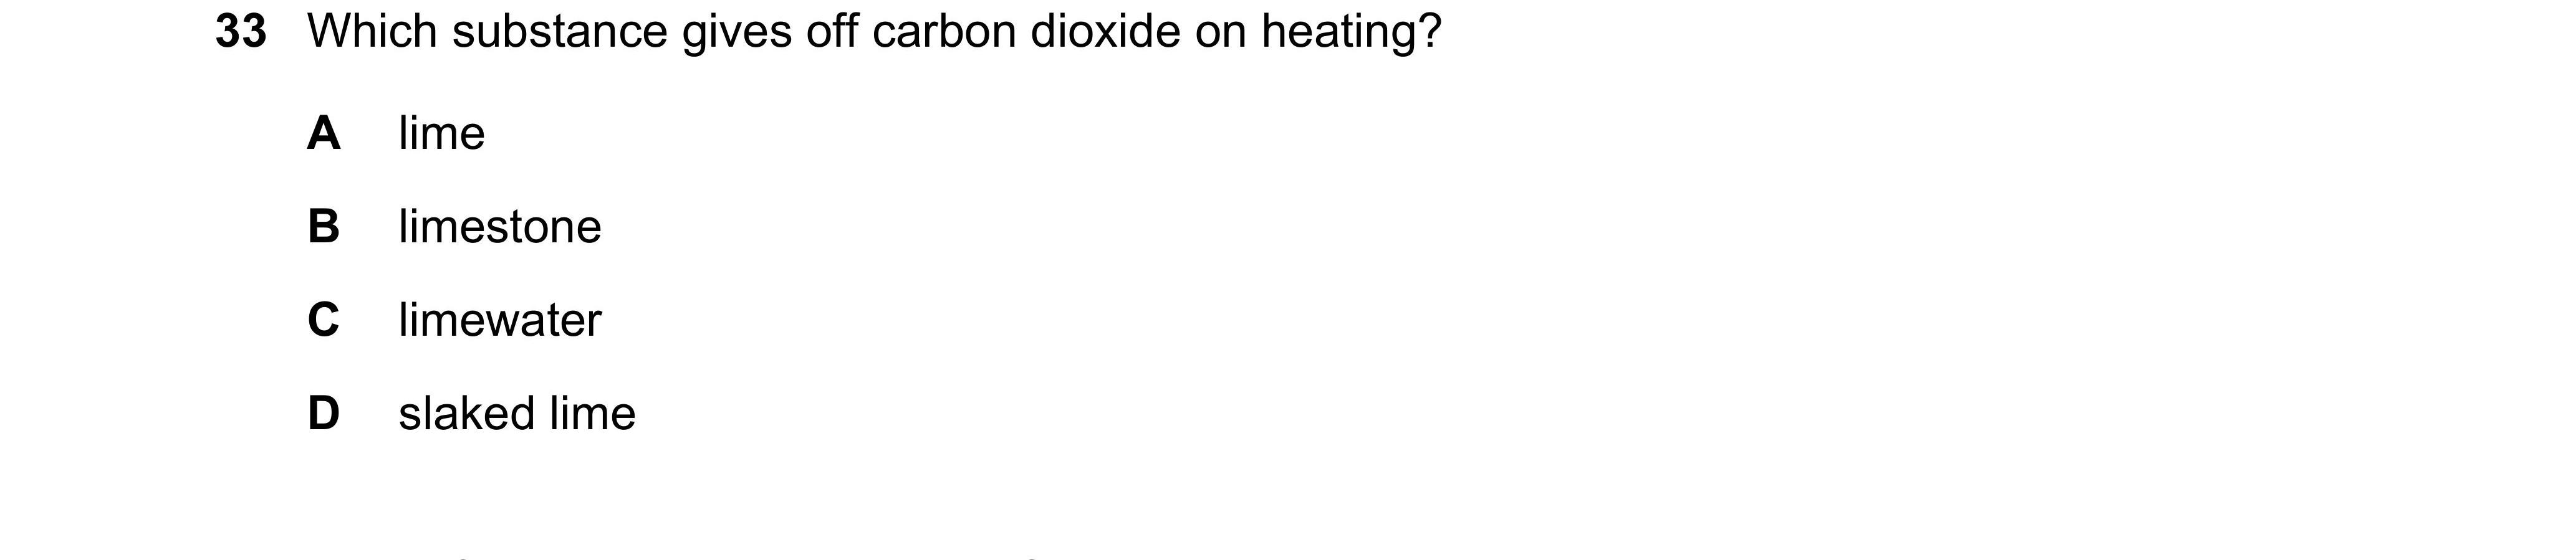 33 Which substance gives off carbon dioxide on heating?
A lime
B limestone
C limewater
D slaked lime